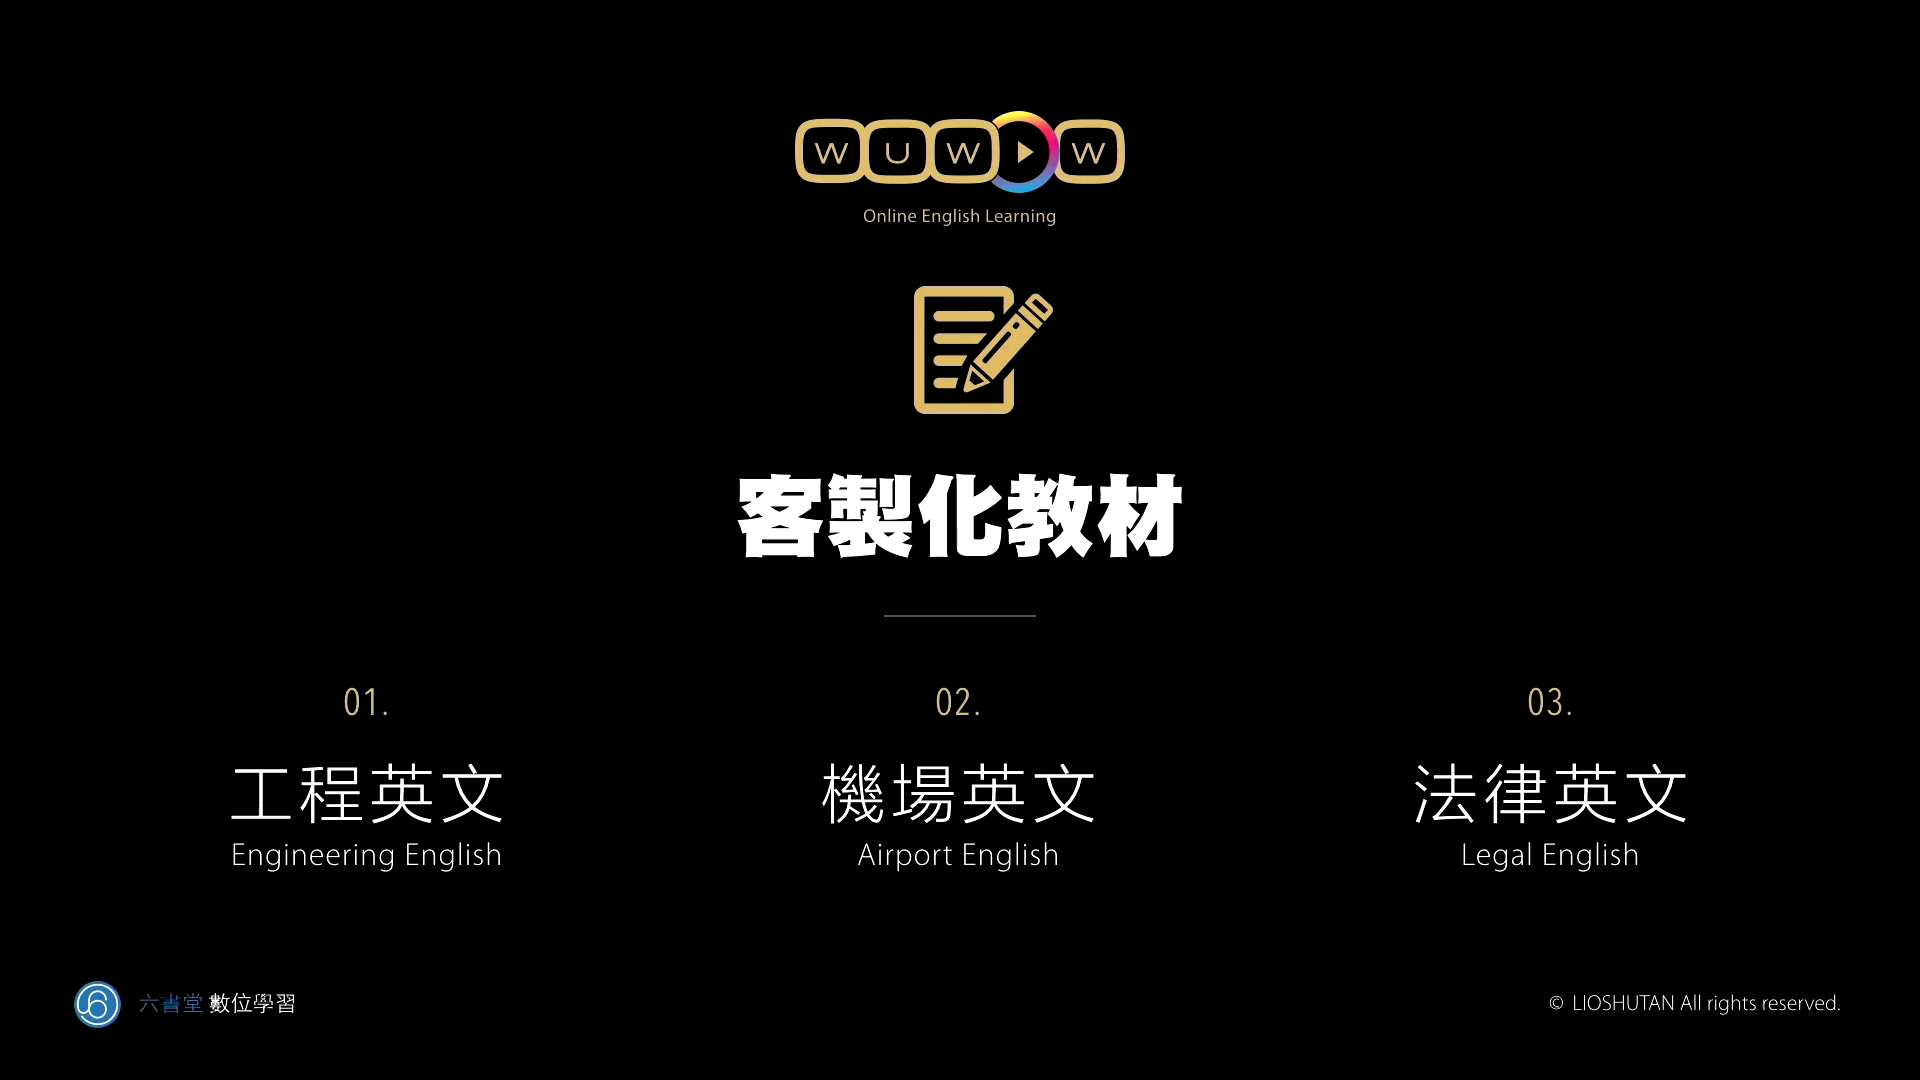 WUWOW
Online English Learning
客製化教材
01.
工程英文
Engineering English
02.
機場英文
Airport English
03.
法律英文
Legal English
六書堂 數位學習
© LIOSHUTAN All rights reserved.